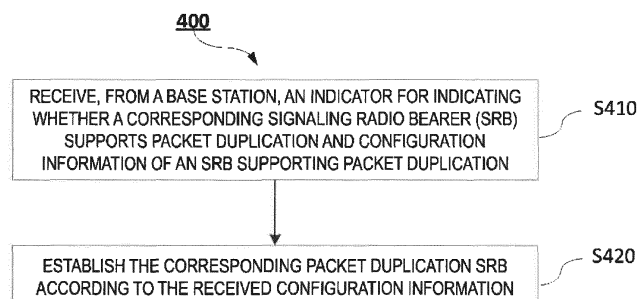 400
RECEIVE, FROM A BASE STATION, AN INDICATOR FOR INDICATING
WHETHER A CORRESPONDING SIGNALING RADIO BEARER (SRB)
SUPPORTS PACKET DUPLICATION AND CONFIGURATION
INFORMATION OF AN SRB SUPPORTING PACKET DUPLICATION
S410
ESTABLISH THE CORRESPONDING PACKET DUPLICATION SRB
ACCORDING TO THE RECEIVED CONFIGURATION INFORMATION
S420